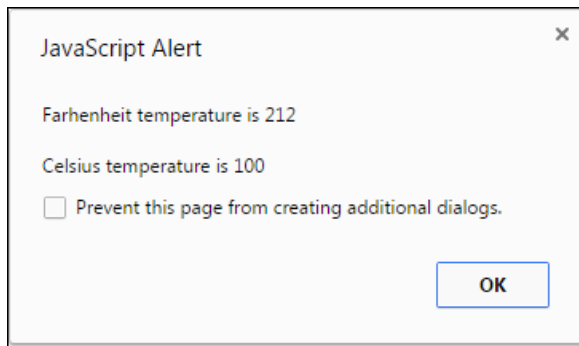 JavaScript Alert
Farhenheit temperature is 212
Celsius temperature is 100
Prevent this page from creating additional dialogs.
OK